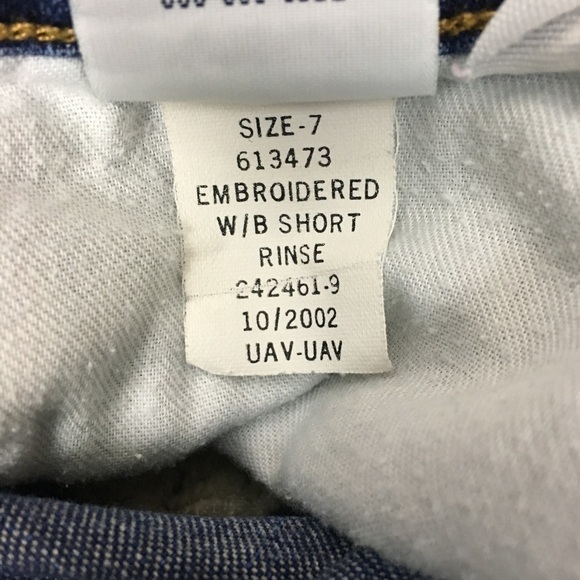 SIZE-7
613473
EMBROIDERED
W/B SHORT
RINSE
242461-9
10/2002
UAV-UAV